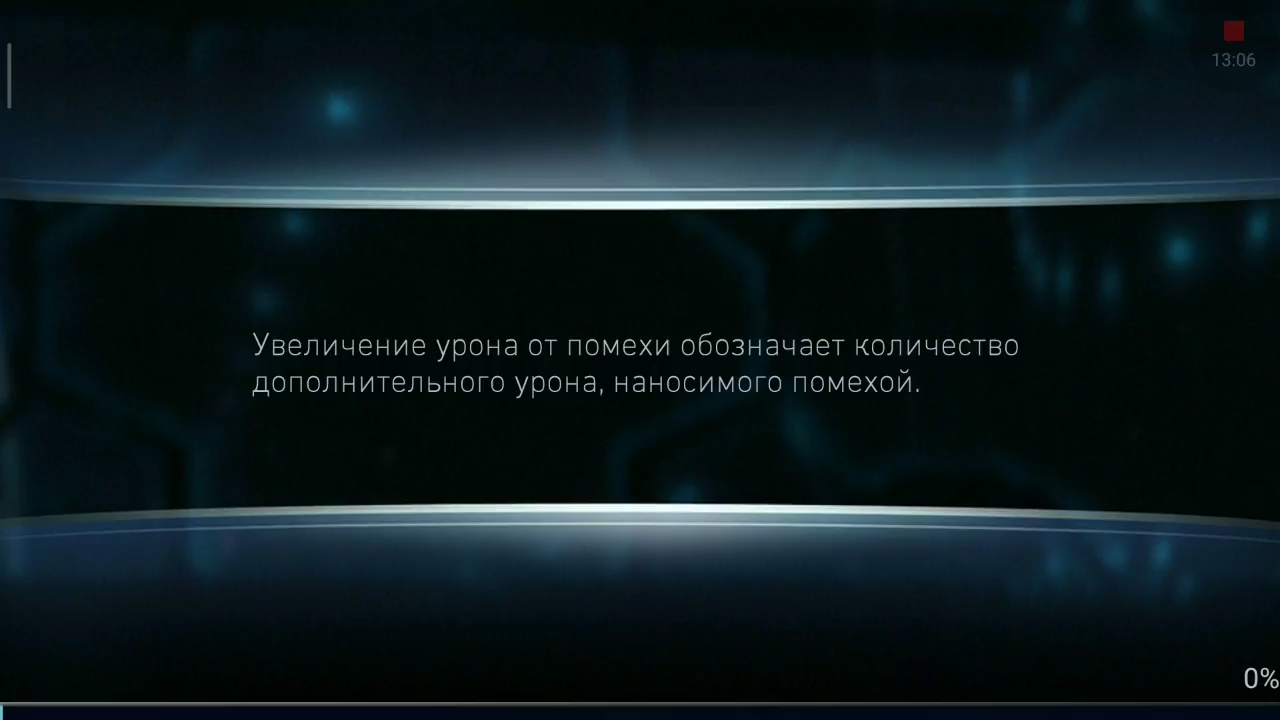 13:06
Увеличение урона от помехи обозначает количество
дополнительного урона, наносимого помехой.
0%